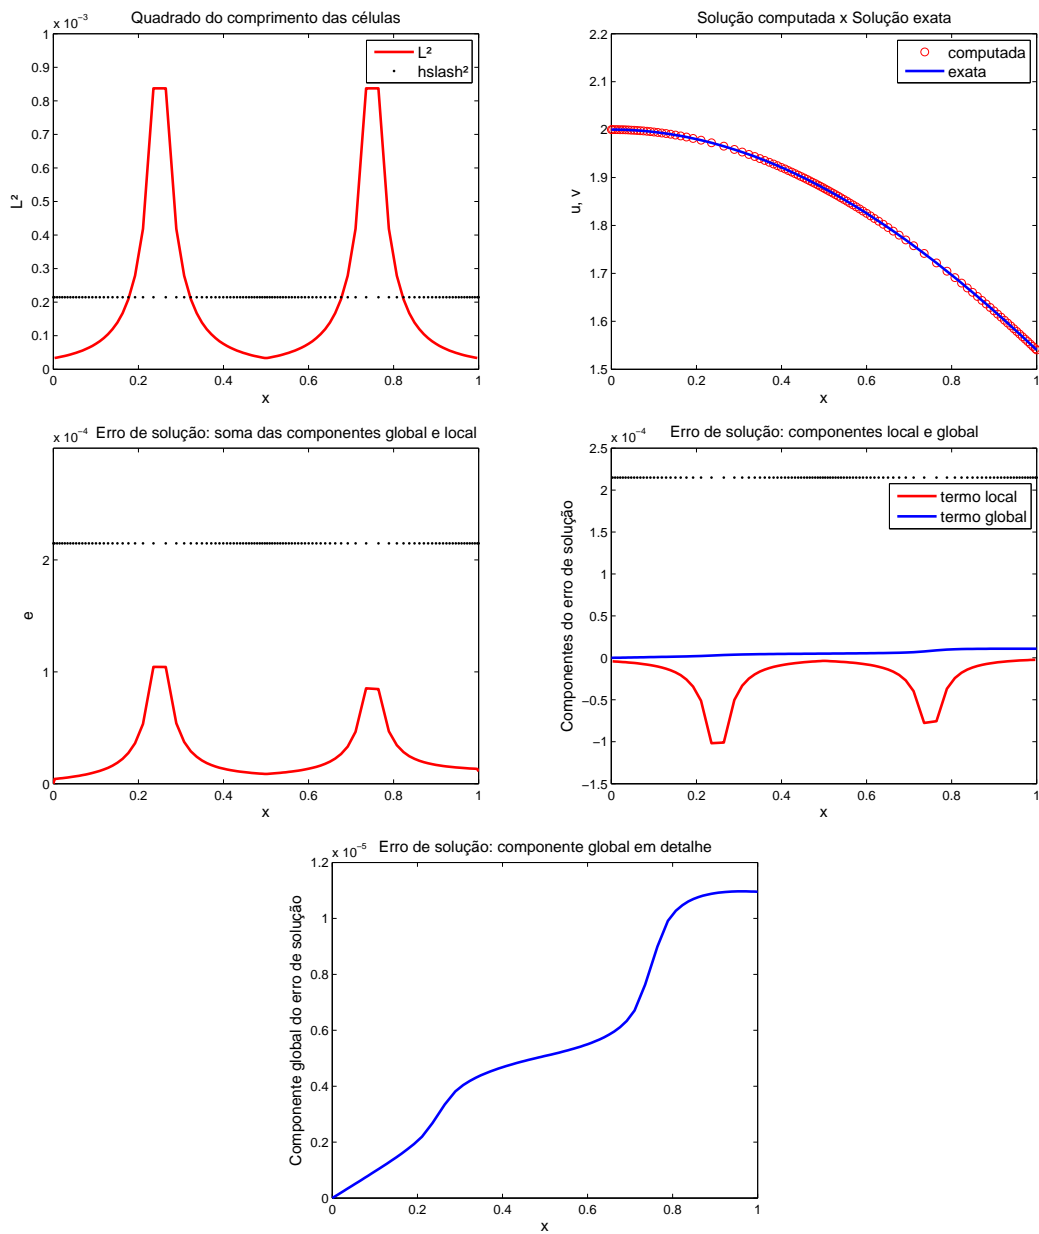 Quadrado do comprimento das células
x 10⁻³
1
0.9
0.8
0.7
0.6
0.5
0.4
0.3
0.2
0.1
0
L²
0 0.2 0.4 0.6 0.8 1
x
L²
hslash²
Solução computada x Solução exata
2.2
2.1
2
1.9
1.8
1.7
1.6
1.5
u, v
0 0.2 0.4 0.6 0.8 1
x
computada
exata
Erro de solução: soma das componentes global e local
x 10⁻⁴
2
1
0
e
0 0.2 0.4 0.6 0.8 1
x
Erro de solução: componentes local e global
x 10⁻⁴
2.5
2
1.5
1
0.5
0
−0.5
−1
−1.5
Componentes do erro de solução
0 0.2 0.4 0.6 0.8 1
x
termo local
termo global
Erro de solução: componente global em detalhe
x 10⁻⁵
1.2
1
0.8
0.6
0.4
0.2
0
Componente global do erro de solução
0 0.2 0.4 0.6 0.8 1
x